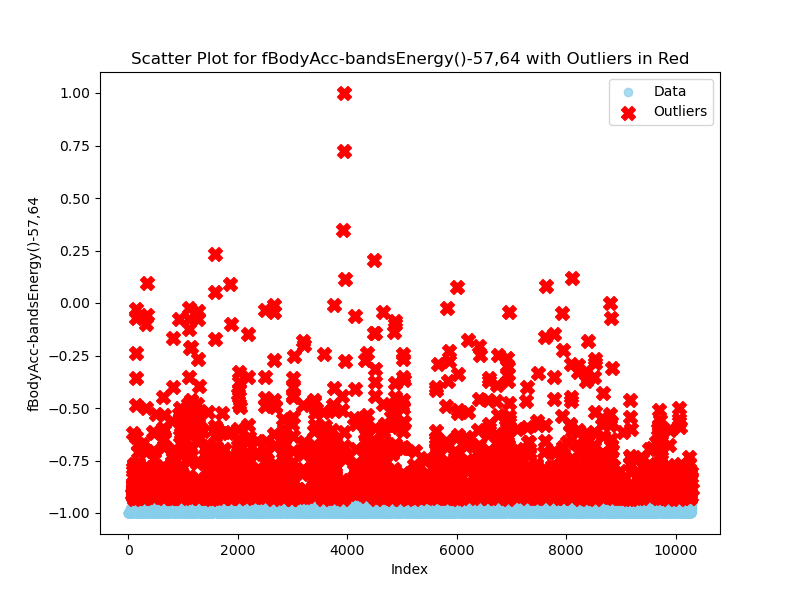 Scatter Plot for fBodyAcc-bandsEnergy()-57,64 with Outliers in Red
Data
Outliers
1.00
0.75
0.50
0.25
0.00
−0.25
−0.50
−0.75
−1.00
fBodyAcc-bandsEnergy()-57,64
0 2000 4000 6000 8000 10000
Index